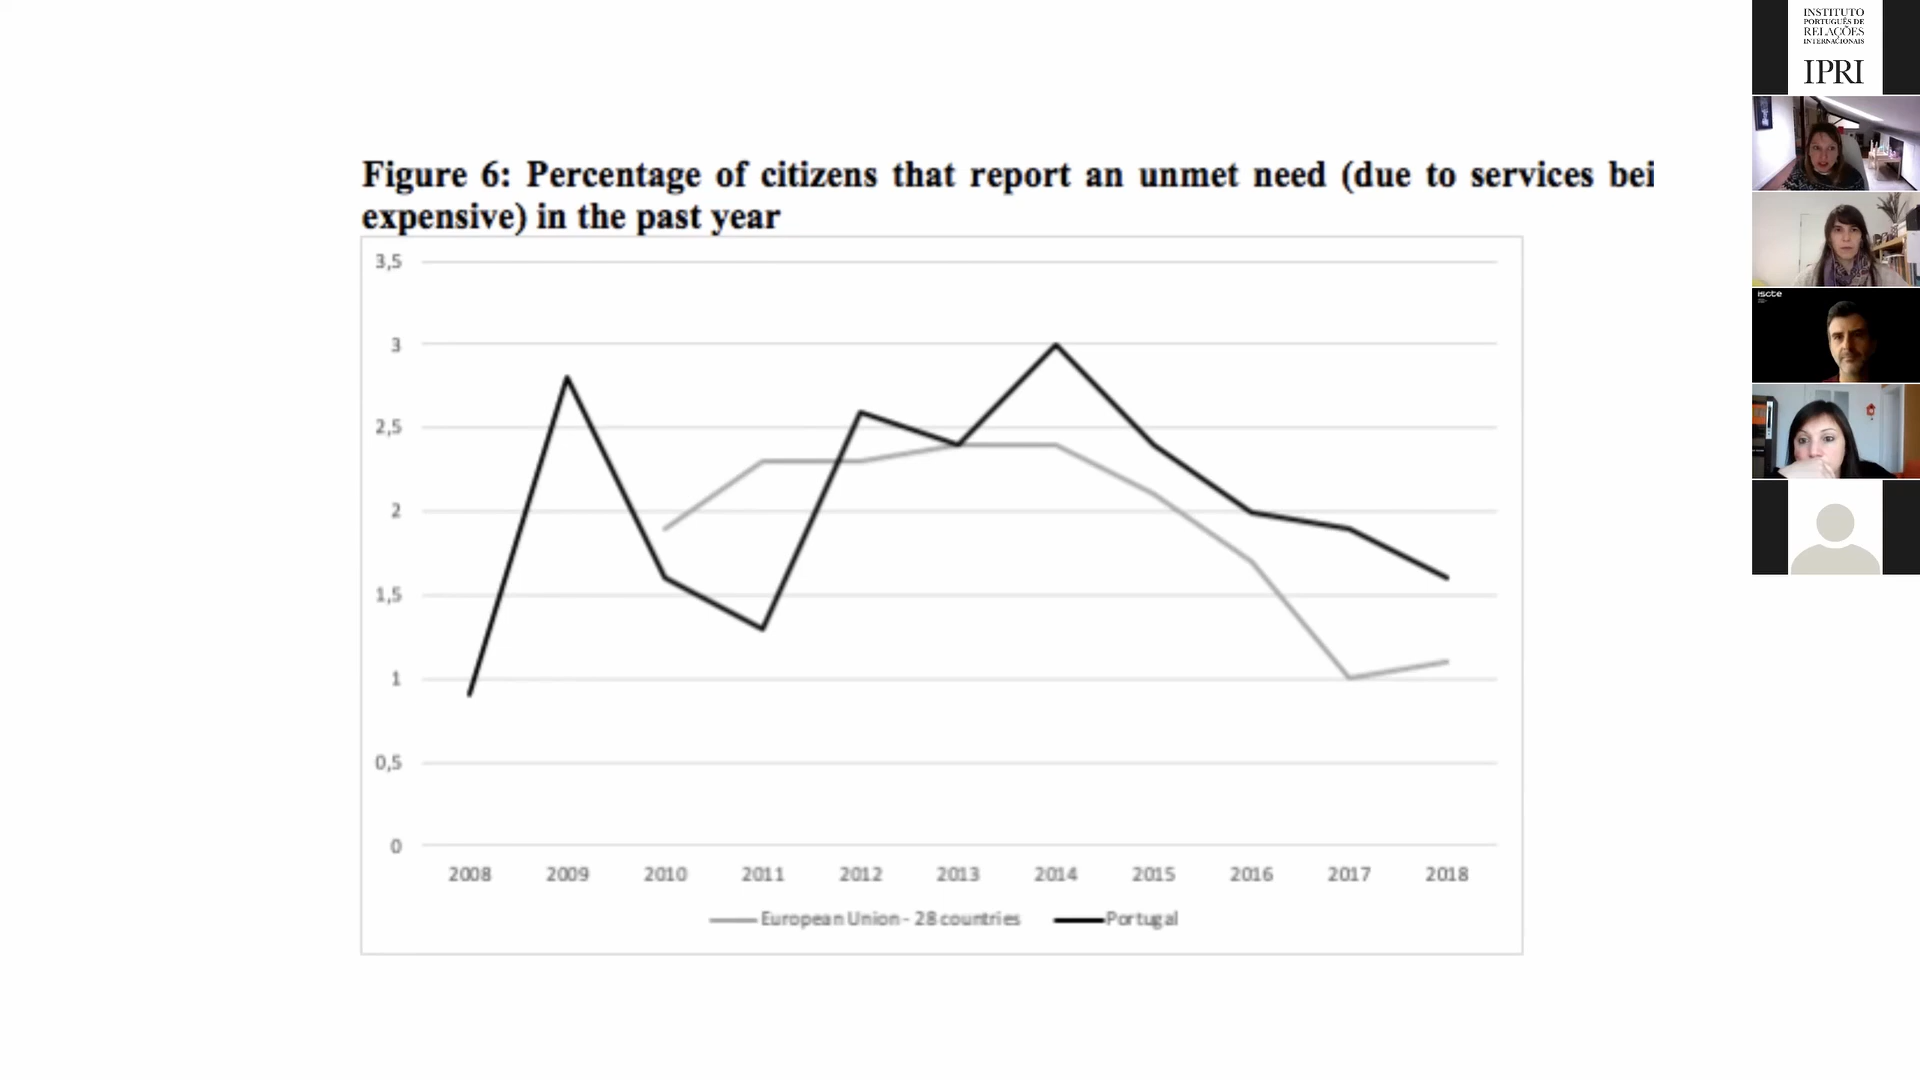 Figure 6: Percentage of citizens that report an unmet need (due to services bei
expensive) in the past year
3,5
3
2,5
2
1,5
1
0,5
0
2008 2009 2010 2011 2012 2013 2014 2015 2016 2017 2018
European Union - 28 countries Portugal
INSTITUTO
PORTUGUÊS DE
RELAÇÕES
INTERNACIONAIS
IPRI
iscte